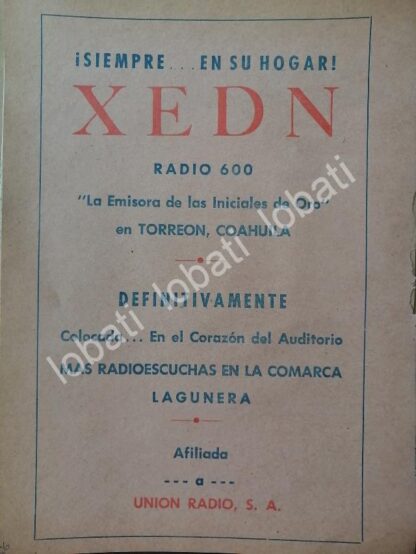 ¡SIEMPRE... EN SU HOGAR!
XEDN
RADIO 600
"La Emisora de las Iniciales de Oro"
en TORREON, COAHUILA
DEFINITIVAMENTE
Colocada... En el Corazón del Auditorio
MAS RADIOESCUCHAS EN LA COMARCA
LAGUNERA
Afiliada
--- a ---
UNION RADIO, S. A.
lobati lobati lobati lobati